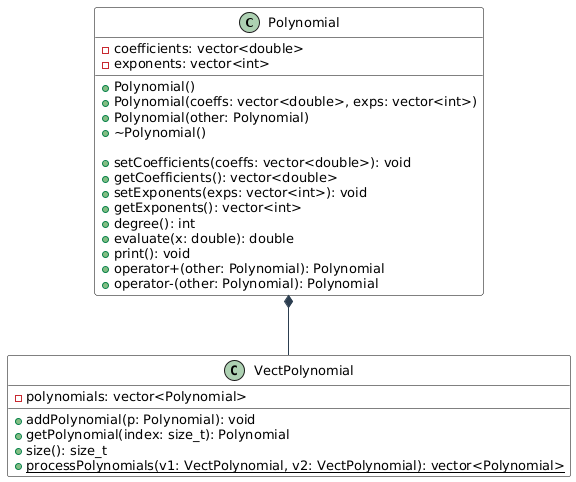 C Polynomial
coefficients: vector<double>
exponents: vector<int>
Polynomial()
Polynomial(coeffs: vector<double>, exps: vector<int>)
Polynomial(other: Polynomial)
~Polynomial()
setCoefficients(coeffs: vector<double>): void
getCoefficients(): vector<double>
setExponents(exps: vector<int>): void
getExponents(): vector<int>
degree(): int
evaluate(x: double): double
print(): void
operator+(other: Polynomial): Polynomial
operator-(other: Polynomial): Polynomial
C VectPolynomial
polynomials: vector<Polynomial>
addPolynomial(p: Polynomial): void
getPolynomial(index: size_t): Polynomial
size(): size_t
processPolynomials(v1: VectPolynomial, v2: VectPolynomial): vector<Polynomial>